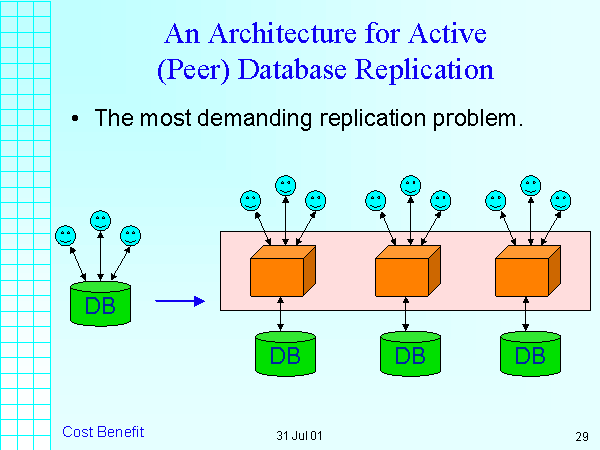 An Architecture for Active
(Peer) Database Replication
• The most demanding replication problem.
DB
DB
DB
DB
Cost Benefit
31 Jul 01
29